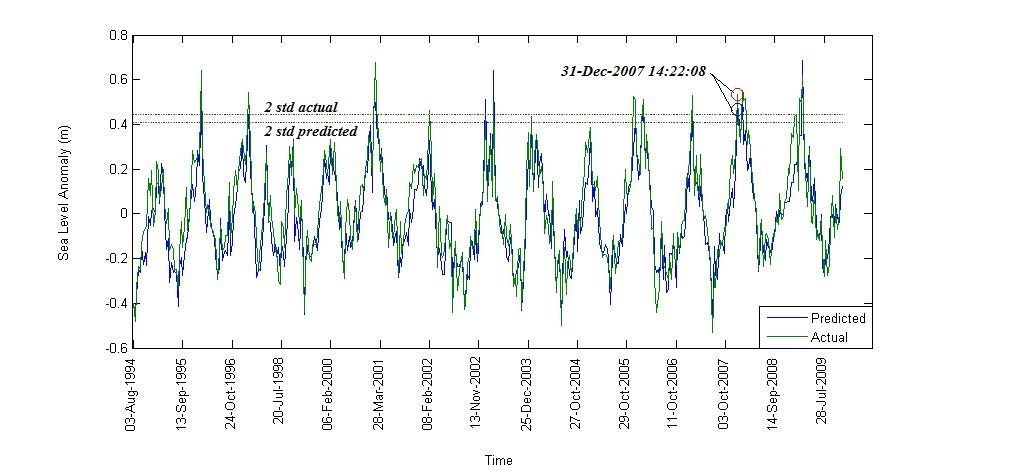 0.8
0.6
0.4
0.2
0
-0.2
-0.4
-0.6
Sea Level Anomaly (m)
31-Dec-2007 14:22:08
2 std actual
2 std predicted
Predicted
Actual
03-Aug-1994
13-Sep-1995
24-Oct-1996
20-Jul-1998
06-Feb-2000
28-Mar-2001
08-Feb-2002
13-Nov-2002
25-Dec-2003
27-Oct-2004
29-Oct-2005
11-Oct-2006
03-Oct-2007
14-Sep-2008
28-Jul-2009
Time